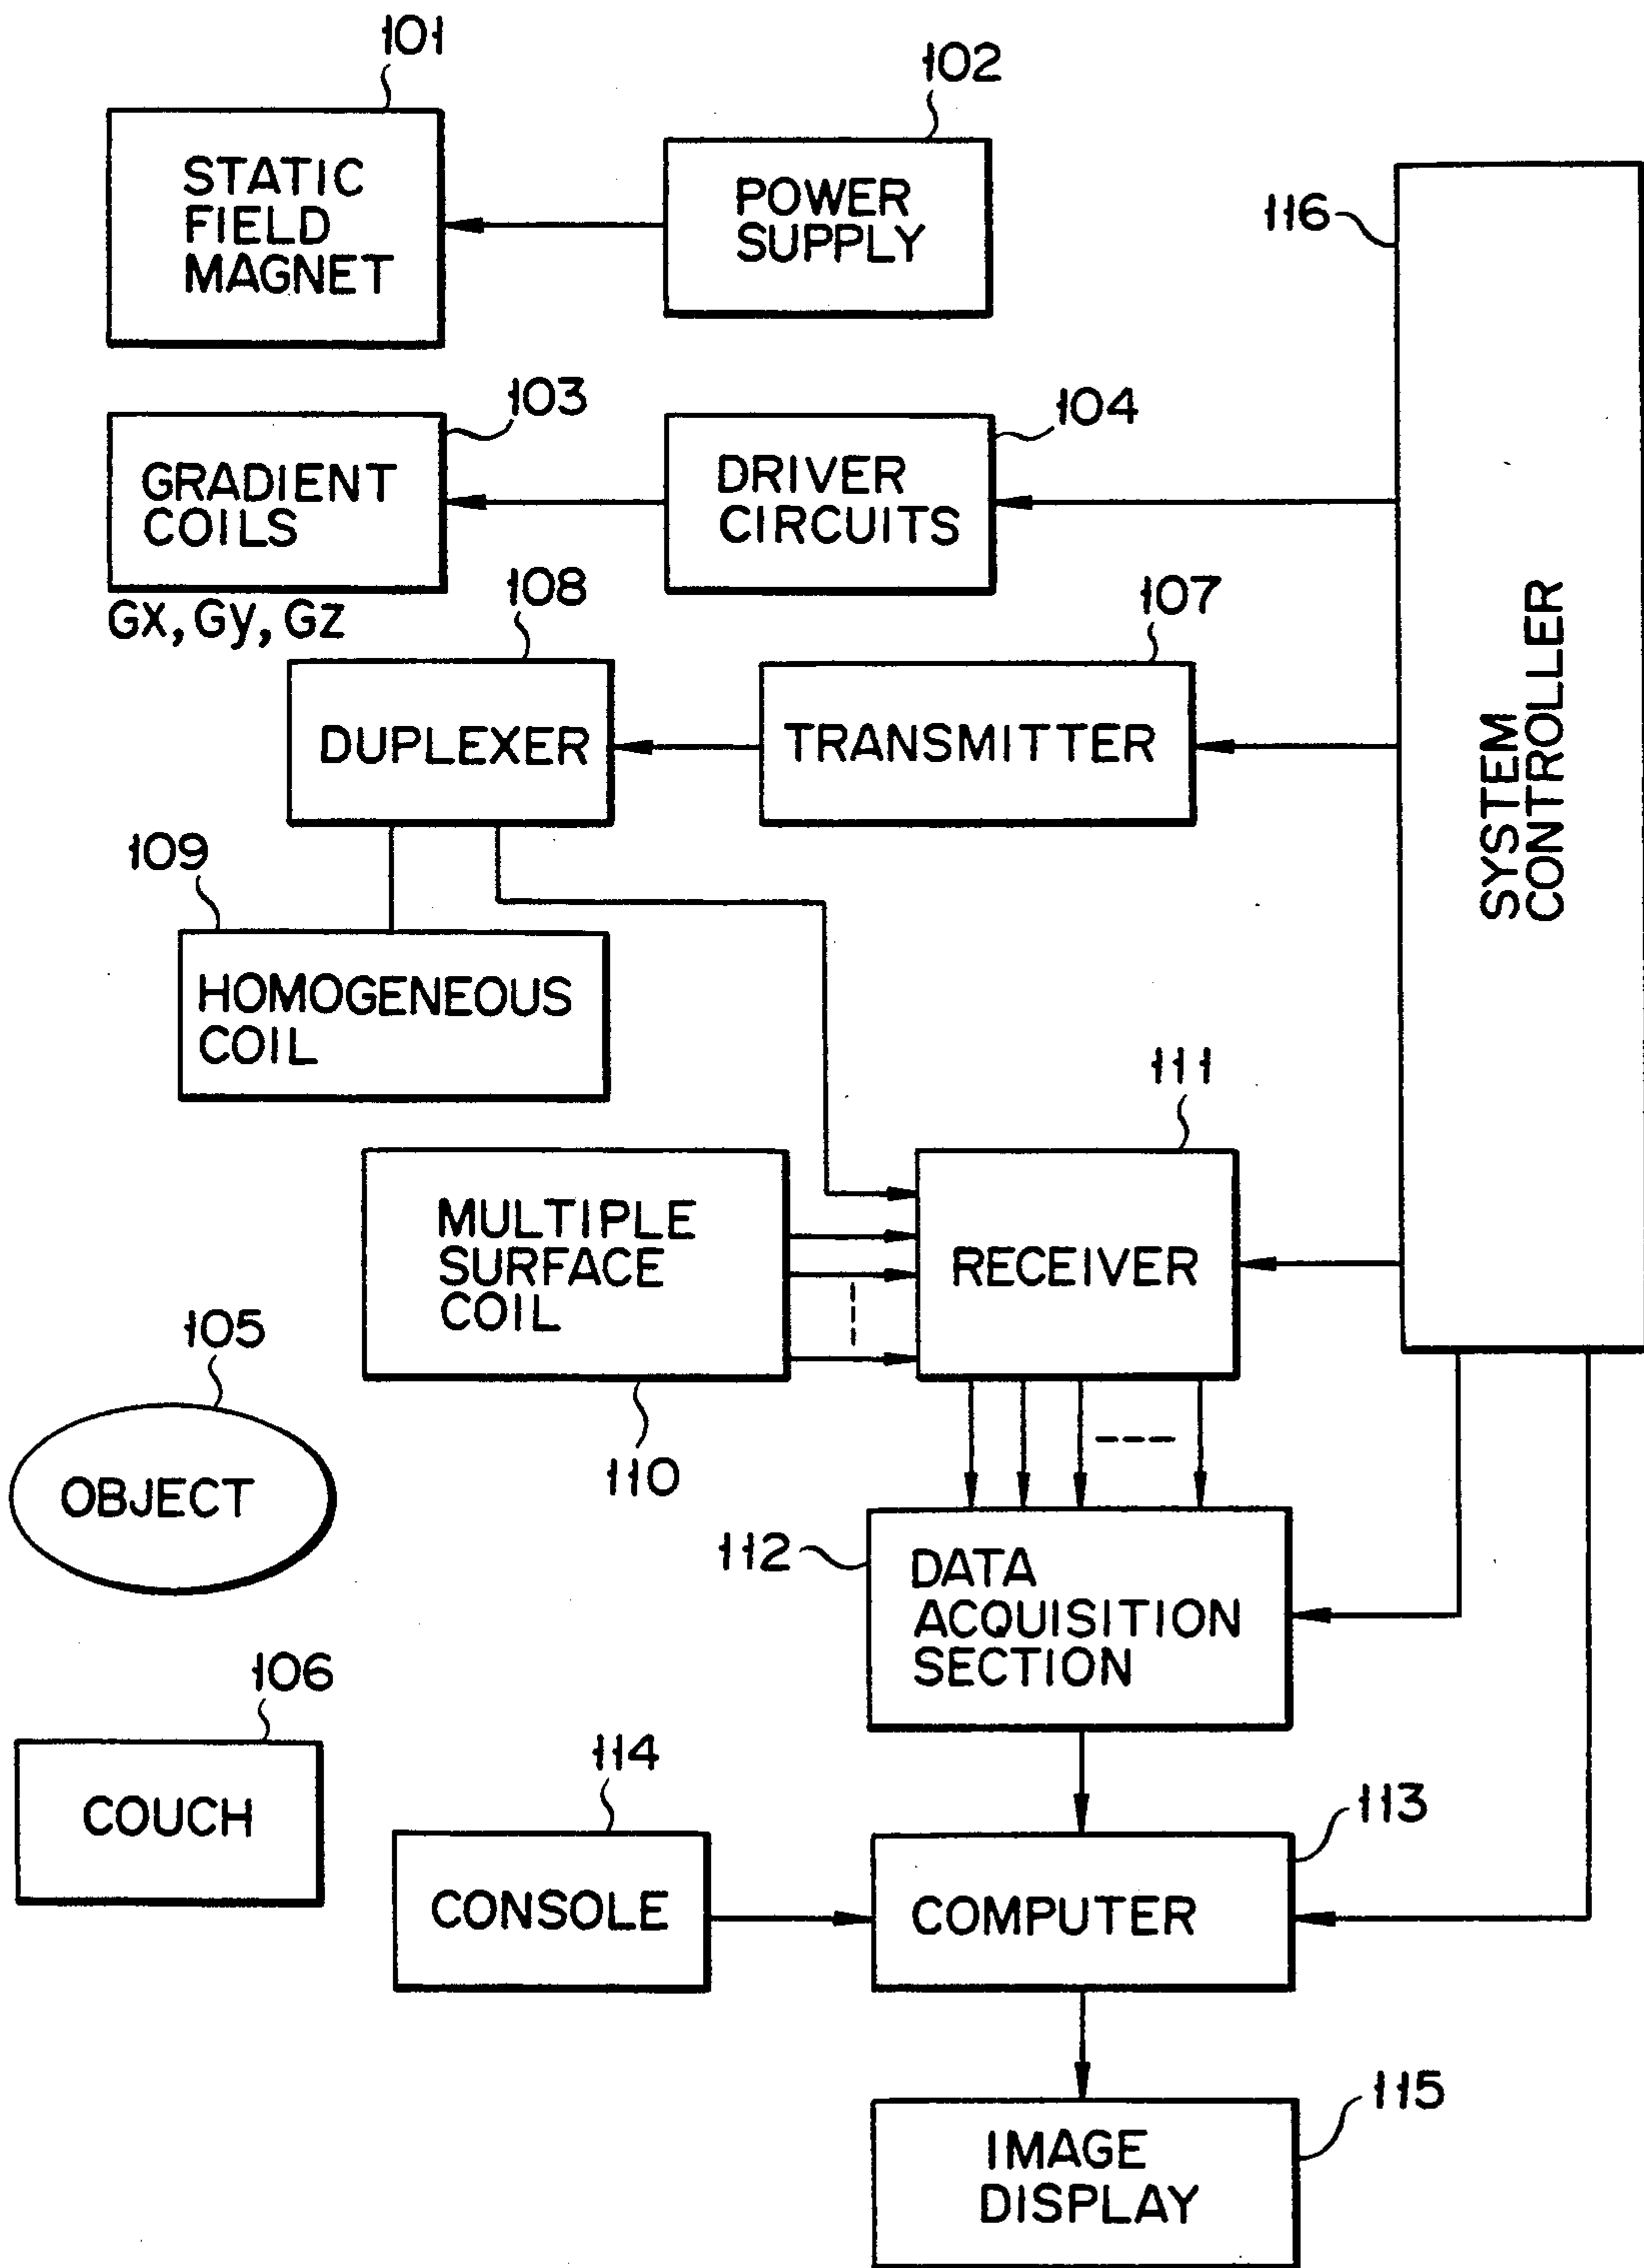 101
STATIC
FIELD
MAGNET
102
POWER
SUPPLY
116
SYSTEM
CONTROLLER
103
GRADIENT
COILS
Gx, Gy, Gz
104
DRIVER
CIRCUITS
108
DUPLEXER
107
TRANSMITTER
109
HOMOGENEOUS
COIL
111
RECEIVER
MULTIPLE
SURFACE
COIL
110
105
OBJECT
112
DATA
ACQUISITION
SECTION
106
COUCH
114
CONSOLE
113
COMPUTER
115
IMAGE
DISPLAY